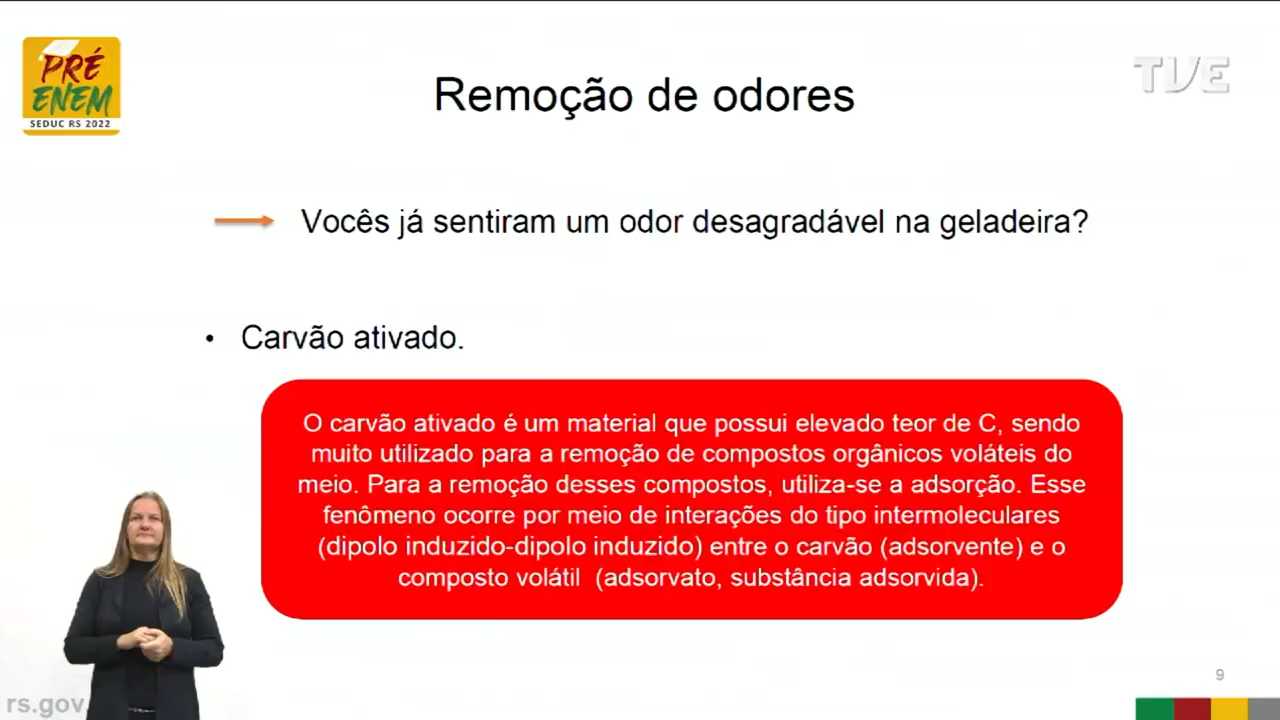 PRÉ
ENEM
SEDUC RS 2022
TVE
Remoção de odores
Vocês já sentiram um odor desagradável na geladeira?
• Carvão ativado.
O carvão ativado é um material que possui elevado teor de C, sendo
muito utilizado para a remoção de compostos orgânicos voláteis do
meio. Para a remoção desses compostos, utiliza-se a adsorção. Esse
fenômeno ocorre por meio de interações do tipo intermoleculares
(dipolo induzido-dipolo induzido) entre o carvão (adsorvente) e o
composto volátil (adsorvato, substância adsorvida).
9
rs.gov.